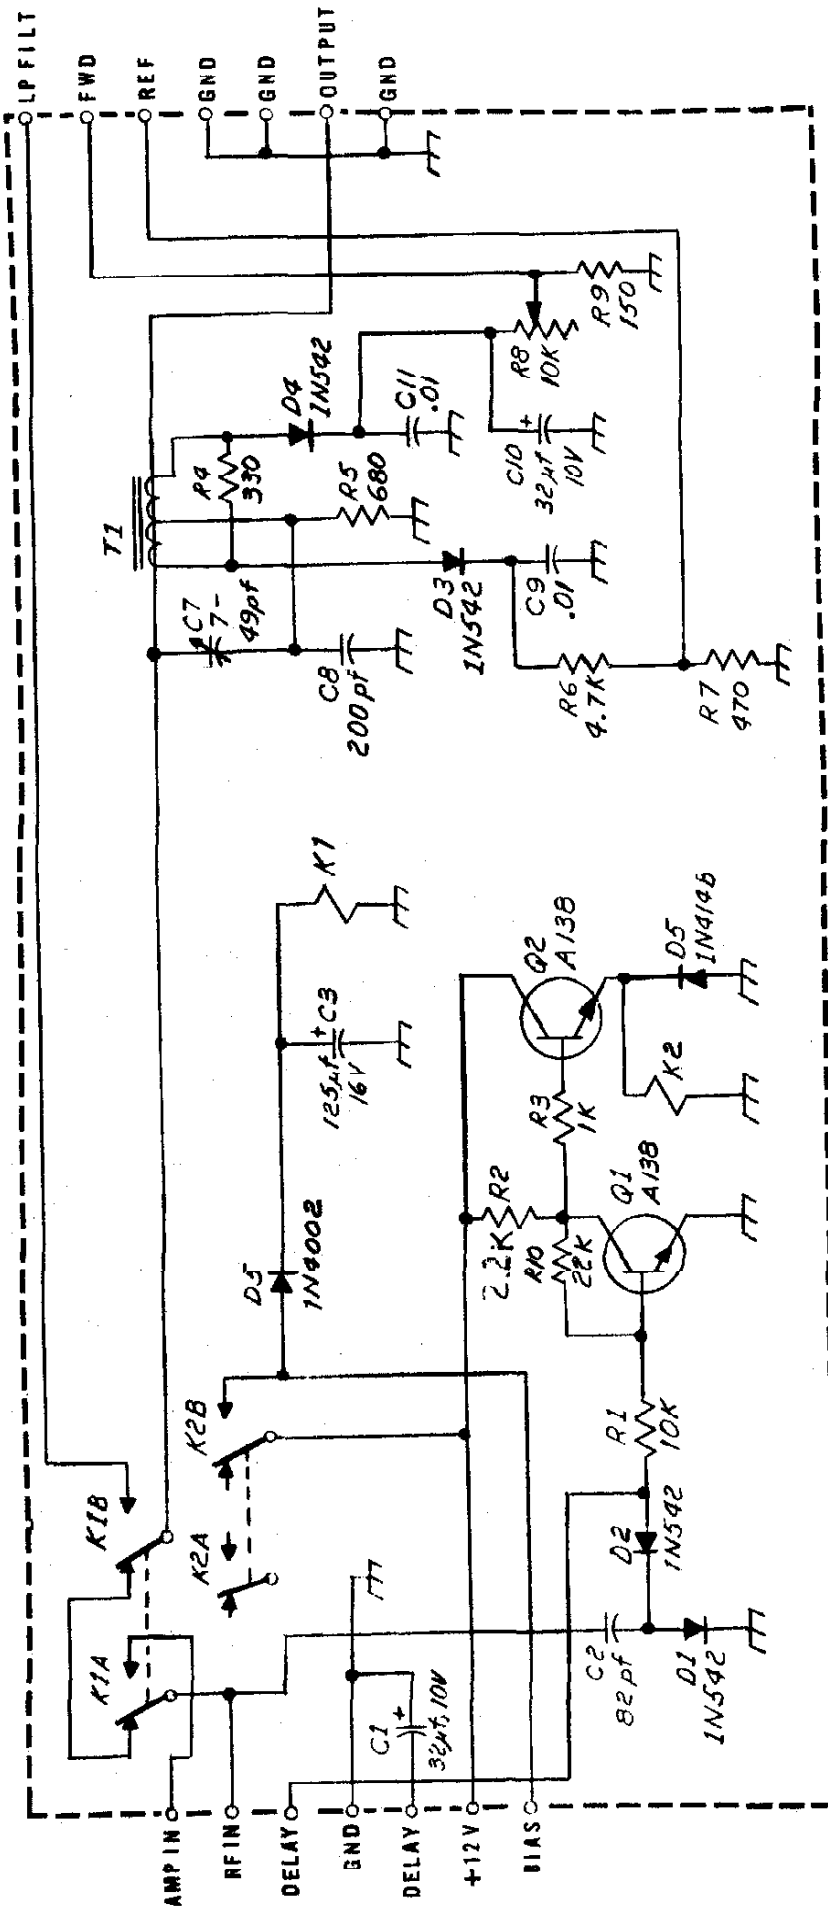 LP FILT
FWD
REF
GND
GND
OUTPUT
GND
T1
R4
330
D4
1N542
R5
680
C11
.01
C7
7-
49pf
C8
200pf
D3
1N542
C9
.01
C10
+
32µf
10V
R8
10K
R9
150
R6
4.7K
R7
470
K1
+
C3
125µf
16V
D5
1N4002
Q2
A138
D5
1N4148
K2
R3
1K
R2
2.2K
R10
22K
Q1
A138
R1
10K
K1B
K1A
K2B
K2A
D2
1N542
C2
82pf
D1
1N542
C1
+
32µf, 10V
AMP IN
RF IN
DELAY
GND
DELAY
+12V
BIAS